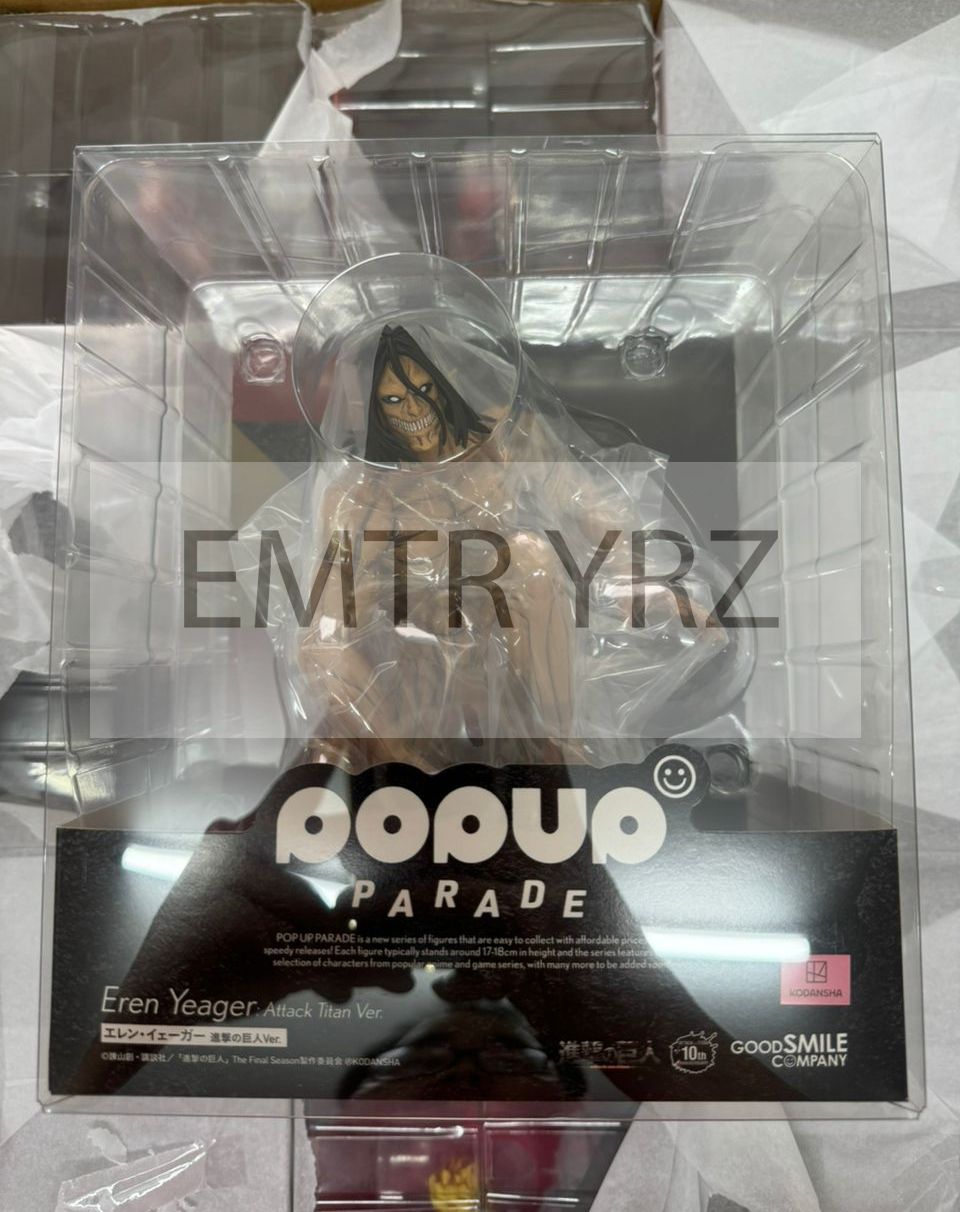 EMTR YRZ
POPUP
PARADE
POP UP PARADE is a new series of figures that are easy to collect with affordable
speedy releases! Each figure typically stands around 17-18cm in height and the series features
selection of characters from popular anime and game series, with many more to be added
KODANSHA
Eren Yeager: Attack Titan Ver.
エレン・イェーガー 進撃の巨人Ver.
©諫山創・講談社／「進撃の巨人」The Final Season製作委員会 ©KODANSHA
進撃の巨人
10th
GOOD SMILE
COMPANY